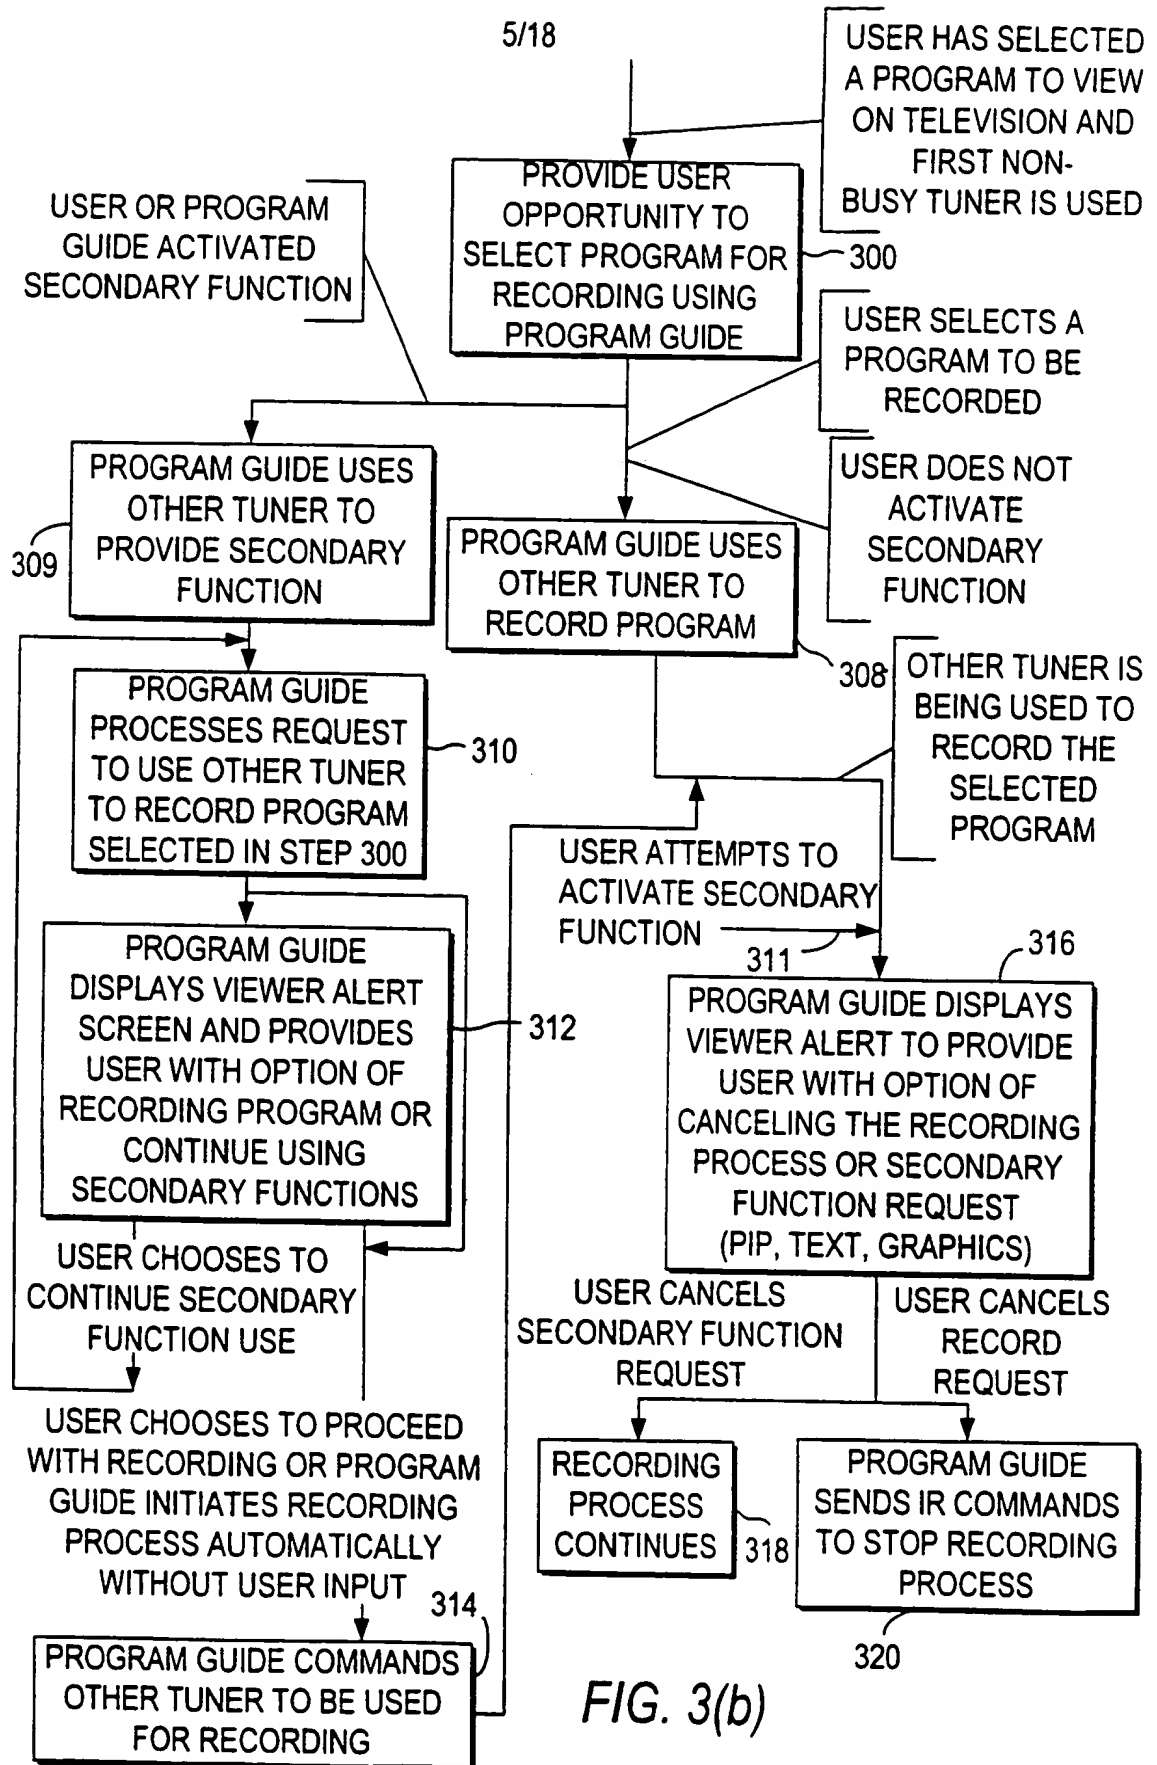 5/18
USER HAS SELECTED
A PROGRAM TO VIEW
ON TELEVISION AND
FIRST NON-
BUSY TUNER IS USED
PROVIDE USER
OPPORTUNITY TO
SELECT PROGRAM FOR
RECORDING USING
PROGRAM GUIDE
300
USER OR PROGRAM
GUIDE ACTIVATED
SECONDARY FUNCTION
USER SELECTS A
PROGRAM TO BE
RECORDED
USER DOES NOT
ACTIVATE
SECONDARY
FUNCTION
PROGRAM GUIDE USES
OTHER TUNER TO
PROVIDE SECONDARY
FUNCTION
309
PROGRAM GUIDE USES
OTHER TUNER TO
RECORD PROGRAM
308
OTHER TUNER IS
BEING USED TO
RECORD THE
SELECTED
PROGRAM
PROGRAM GUIDE
PROCESSES REQUEST
TO USE OTHER TUNER
TO RECORD PROGRAM
SELECTED IN STEP 300
310
USER ATTEMPTS TO
ACTIVATE SECONDARY
FUNCTION
311
PROGRAM GUIDE
DISPLAYS VIEWER ALERT
SCREEN AND PROVIDES
USER WITH OPTION OF
RECORDING PROGRAM OR
CONTINUE USING
SECONDARY FUNCTIONS
312
316
PROGRAM GUIDE DISPLAYS
VIEWER ALERT TO PROVIDE
USER WITH OPTION OF
CANCELING THE RECORDING
PROCESS OR SECONDARY
FUNCTION REQUEST
(PIP, TEXT, GRAPHICS)
USER CHOOSES TO
CONTINUE SECONDARY
FUNCTION USE
USER CANCELS
SECONDARY FUNCTION
REQUEST
USER CANCELS
RECORD
REQUEST
USER CHOOSES TO PROCEED
WITH RECORDING OR PROGRAM
GUIDE INITIATES RECORDING
PROCESS AUTOMATICALLY
WITHOUT USER INPUT
RECORDING
PROCESS
CONTINUES
318
PROGRAM GUIDE
SENDS IR COMMANDS
TO STOP RECORDING
PROCESS
320
314
PROGRAM GUIDE COMMANDS
OTHER TUNER TO BE USED
FOR RECORDING
FIG. 3(b)